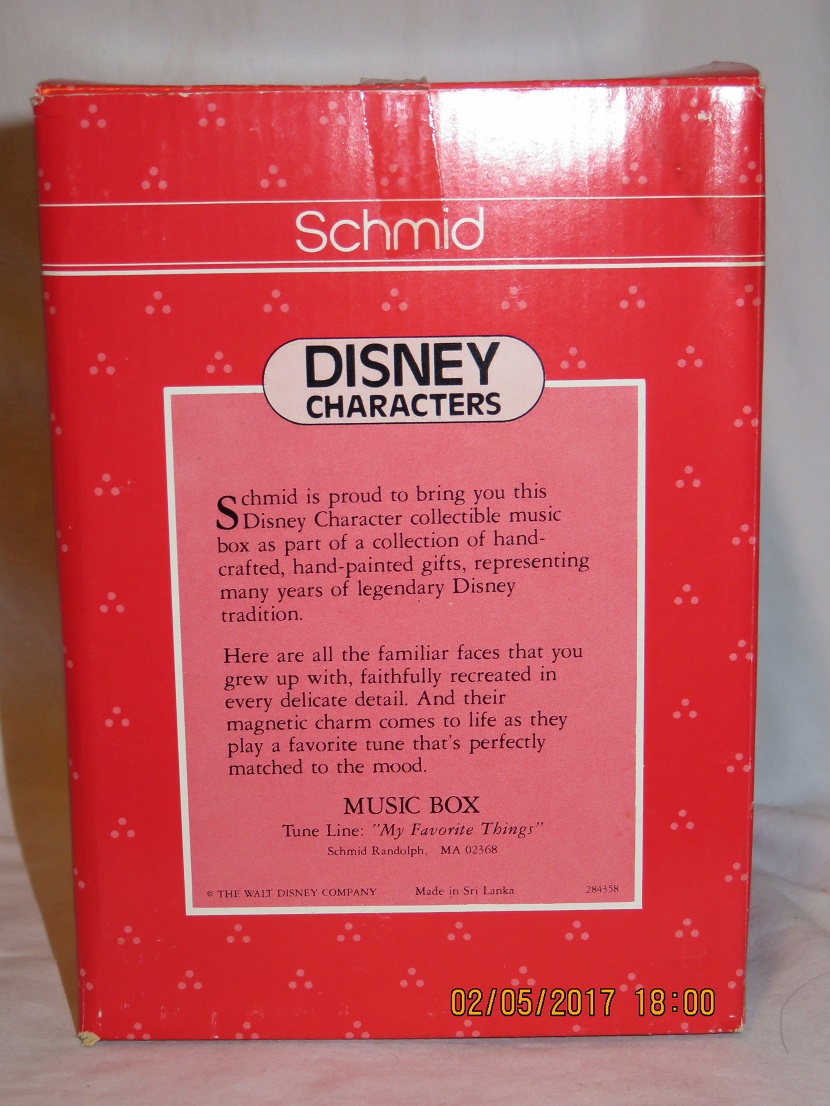 Schmid
DISNEY
CHARACTERS
Schmid is proud to bring you this
Disney Character collectible music
box as part of a collection of hand-
crafted, hand-painted gifts, representing
many years of legendary Disney
tradition.
Here are all the familiar faces that you
grew up with, faithfully recreated in
every delicate detail. And their
magnetic charm comes to life as they
play a favorite tune that's perfectly
matched to the mood.
MUSIC BOX
Tune Line: "My Favorite Things"
Schmid Randolph, MA 02368
© THE WALT DISNEY COMPANY Made in Sri Lanka 284358
02/05/2017 18:00